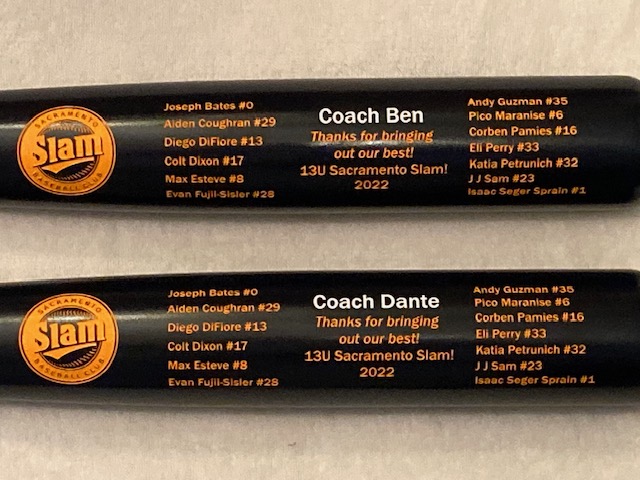 SACRAMENTO
Slam
BASEBALL CLUB
Joseph Bates #0
Aiden Coughran #29
Diego DiFiore #13
Colt Dixon #17
Max Esteve #8
Evan Fujii-Sisler #28
Coach Ben
Thanks for bringing
out our best!
13U Sacramento Slam!
2022
Andy Guzman #35
Pico Maranise #6
Corben Pamies #16
Eli Perry #33
Katia Petrunich #32
J J Sam #23
Isaac Seger Sprain #1
SACRAMENTO
Slam
BASEBALL CLUB
Joseph Bates #0
Aiden Coughran #29
Diego DiFiore #13
Colt Dixon #17
Max Esteve #8
Evan Fujii-Sisler #28
Coach Dante
Thanks for bringing
out our best!
13U Sacramento Slam!
2022
Andy Guzman #35
Pico Maranise #6
Corben Pamies #16
Eli Perry #33
Katia Petrunich #32
J J Sam #23
Isaac Seger Sprain #1